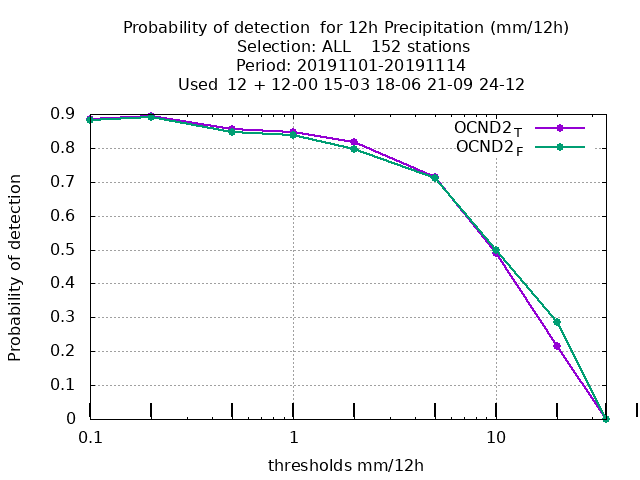 Probability of detection  for 12h Precipitation (mm/12h)
Selection: ALL    152 stations
Period: 20191101-20191114
Used  12 + 12-00 15-03 18-06 21-09 24-12
OCND2T
OCND2F
Probability of detection
0.9
0.8
0.7
0.6
0.5
0.4
0.3
0.2
0.1
0
0.1 1 10
thresholds mm/12h